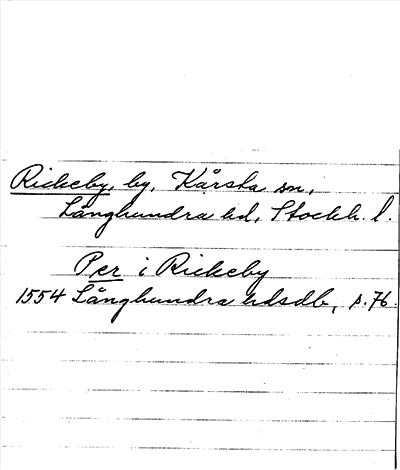 Rickeby, by, Kårsta sn,
Långhundra hd, Stockh. l.
Per i Rickeby
1554 Långhundra hdsdb, s. 76.